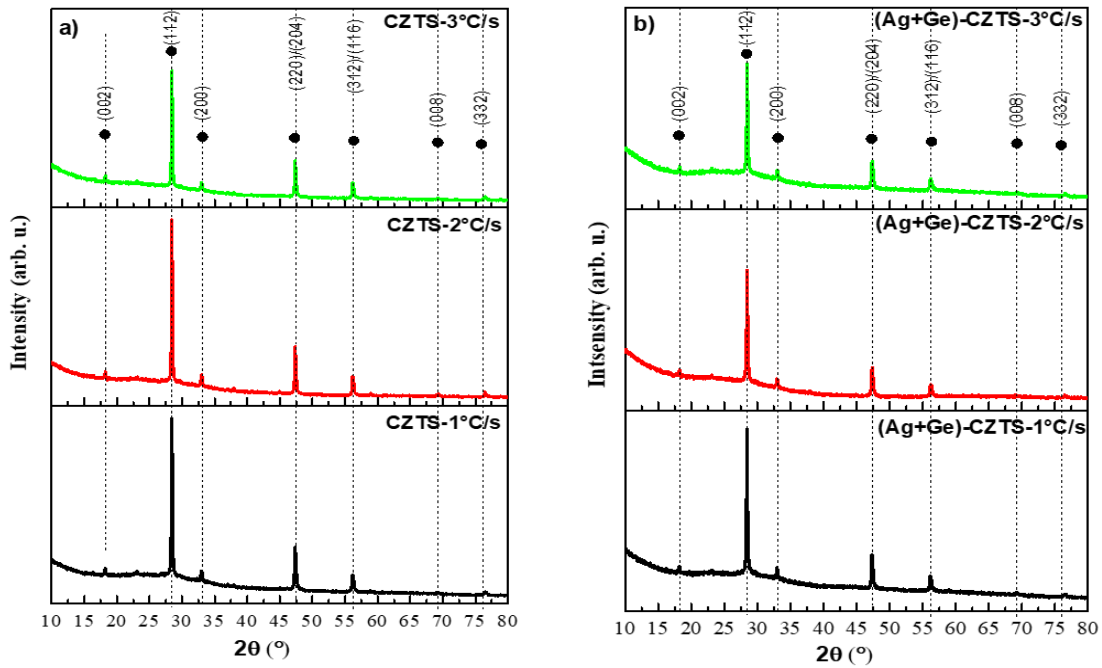 a)
CZTS-3°C/s
(002)
(112)
(200)
(220)/(204)
(312)/(116)
(008)
(332)
CZTS-2°C/s
CZTS-1°C/s
Intensity (arb. u.)
10 15 20 25 30 35 40 45 50 55 60 65 70 75 80
2θ (°)
b)
(Ag+Ge)-CZTS-3°C/s
(002)
(112)
(200)
(220)/(204)
(312)/(116)
(008)
(332)
(Ag+Ge)-CZTS-2°C/s
(Ag+Ge)-CZTS-1°C/s
Intsensity (arb. u.)
10 15 20 25 30 35 40 45 50 55 60 65 70 75 80
2θ (°)